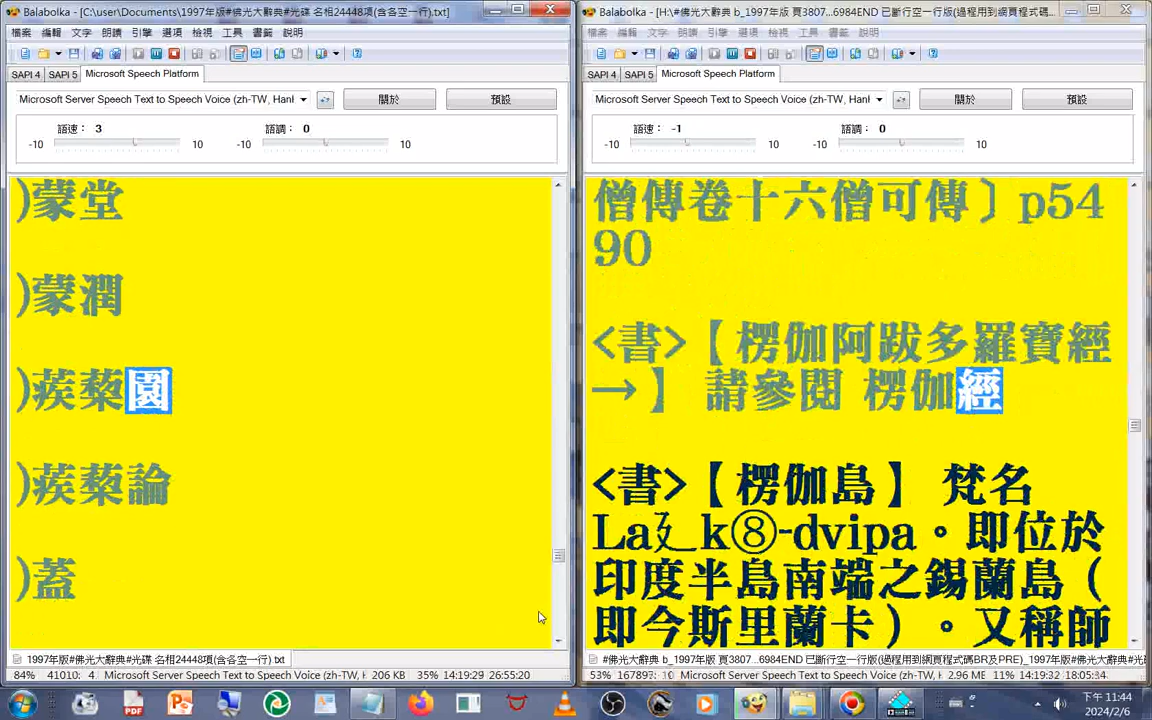 Balabolka - [C:\user\Documents\1997年版#佛光大辭典#光碟 名相24448項(含各空一行).txt]
檔案 編輯 文字 朗讀 引擎 選項 檢視 工具 書籤 說明
SAPI 4 SAPI 5 Microsoft Speech Platform
Microsoft Server Speech Text to Speech Voice (zh-TW, Hanl 關於 預設
語速： 3 語調： 0
-10 10 -10 10
)蒙堂
)蒙潤
)蒺藜園
)蒺藜論
)蓋
1997年版#佛光大辭典#光碟 名相24448項(含各空一行).txt
84% 41010: 4 Microsoft Server Speech Text to Speech Voice (zh-TW, H 206 KB 35% 14:19:29 26:55:20
Balabolka - [H:\#佛光大辭典 b_1997年版 頁3807...6984END 已斷行空一行版(過程用到網頁程式碼...
檔案 編輯 文字 朗讀 引擎 選項 檢視 工具 書籤 說明
SAPI 4 SAPI 5 Microsoft Speech Platform
Microsoft Server Speech Text to Speech Voice (zh-TW, Hanl 關於 預設
語速： -1 語調： 0
-10 10 -10 10
僧傳卷十六僧可傳〕p54
90
<書>【楞伽阿跋多羅寶經
→】 請參閱 楞伽經
<書>【楞伽島】 梵名
La廴k⑧-dvipa。即位於
印度半島南端之錫蘭島（
即今斯里蘭卡）。又稱師
#佛光大辭典 b_1997年版 頁3807...6984END 已斷行空一行版(過程用到網頁程式碼BR及PRE)_1997年版#光
53% 167897: 10 Microsoft Server Speech Text to Speech Voice (zh-TW, H 2.96 ME 11% 14:19:32 18:05:34
下午 11:44
2024/2/6